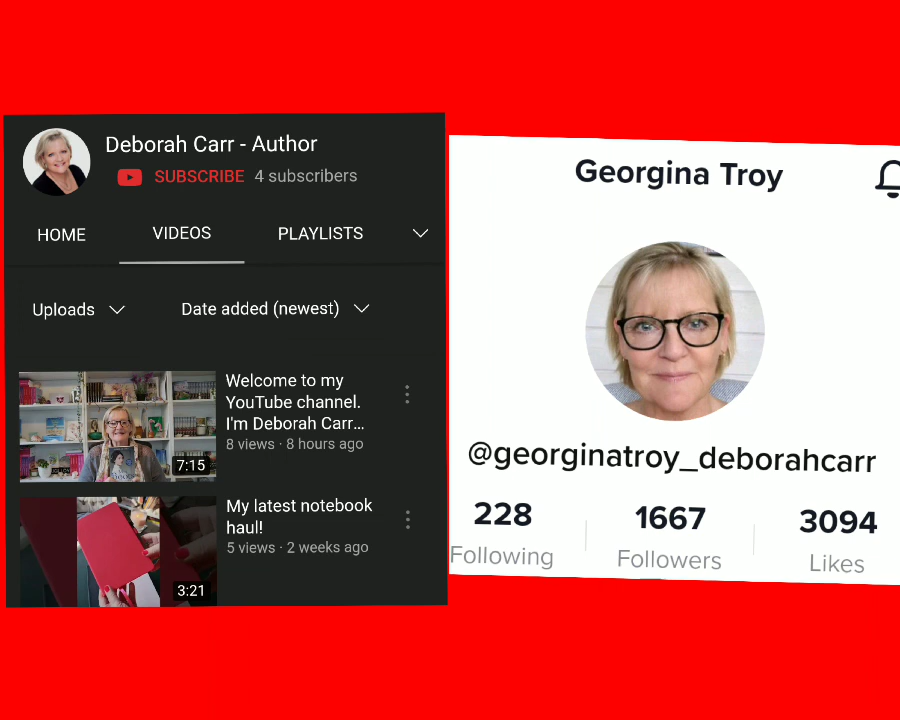 Deborah Carr - Author
SUBSCRIBE 4 subscribers
HOME VIDEOS PLAYLISTS
Uploads Date added (newest)
Welcome to my
YouTube channel.
I'm Deborah Carr...
8 views · 8 hours ago
7:15
My latest notebook
haul!
5 views · 2 weeks ago
3:21
Georgina Troy
@georginatroy_deborahcarr
228 1667 3094
Following Followers Likes